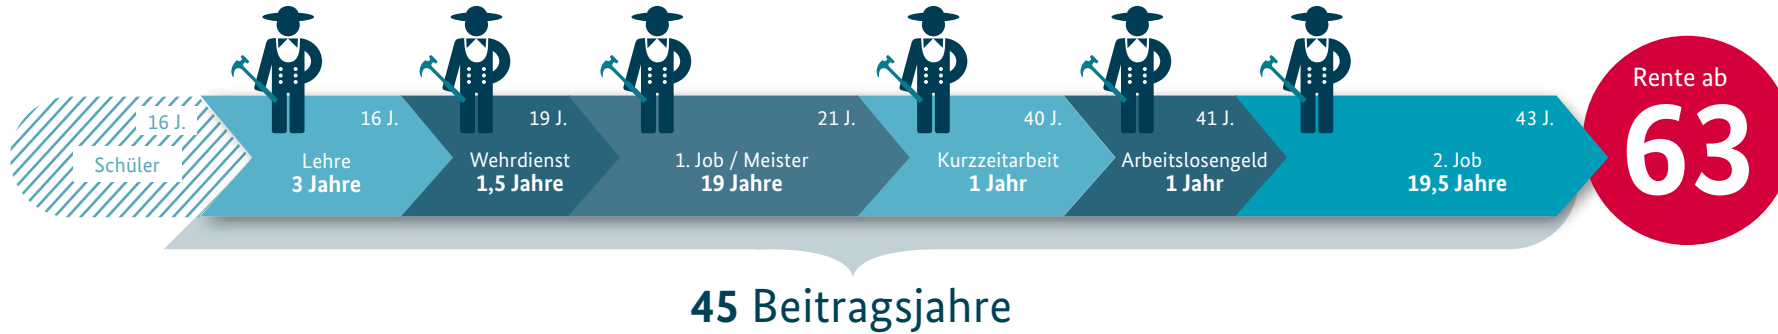 16 J.
Schüler
16 J.
Lehre
3 Jahre
19 J.
Wehrdienst
1,5 Jahre
21 J.
1. Job / Meister
19 Jahre
40 J.
Kurzzeitarbeit
1 Jahr
41 J.
Arbeitslosengeld
1 Jahr
43 J.
2. Job
19,5 Jahre
Rente ab
63
45 Beitragsjahre